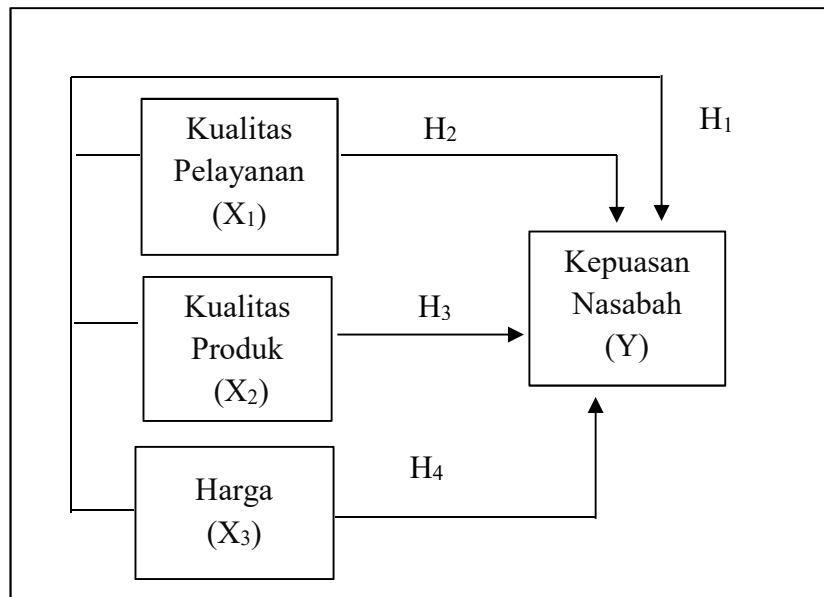 H₁
Kualitas
Pelayanan
(X₁)
H₂
Kepuasan
Nasabah
(Y)
Kualitas
Produk
(X₂)
H₃
Harga
(X₃)
H₄